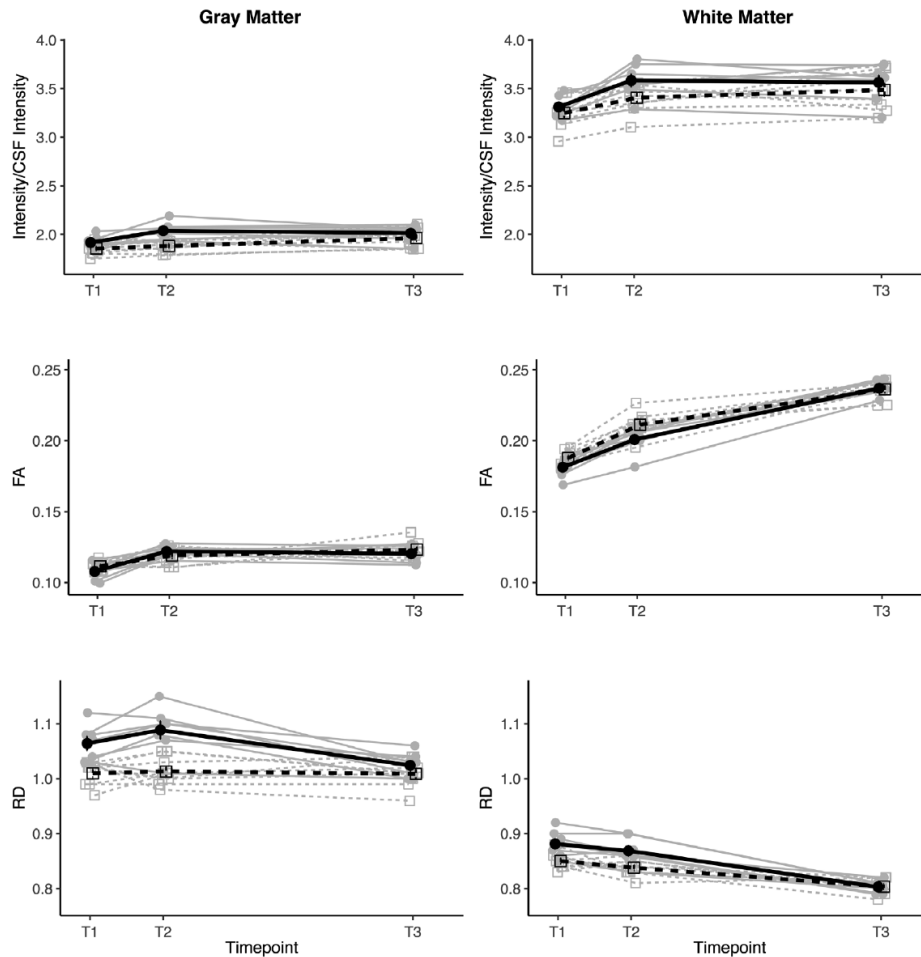 Gray Matter
White Matter
Intensity/CSF Intensity
4.0
3.5
3.0
2.5
2.0
T1
T2
T3
Intensity/CSF Intensity
4.0
3.5
3.0
2.5
2.0
T1
T2
T3
FA
0.25
0.20
0.15
0.10
T1
T2
T3
FA
0.25
0.20
0.15
0.10
T1
T2
T3
RD
1.1
1.0
0.9
0.8
T1
T2
T3
Timepoint
RD
1.1
1.0
0.9
0.8
T1
T2
T3
Timepoint